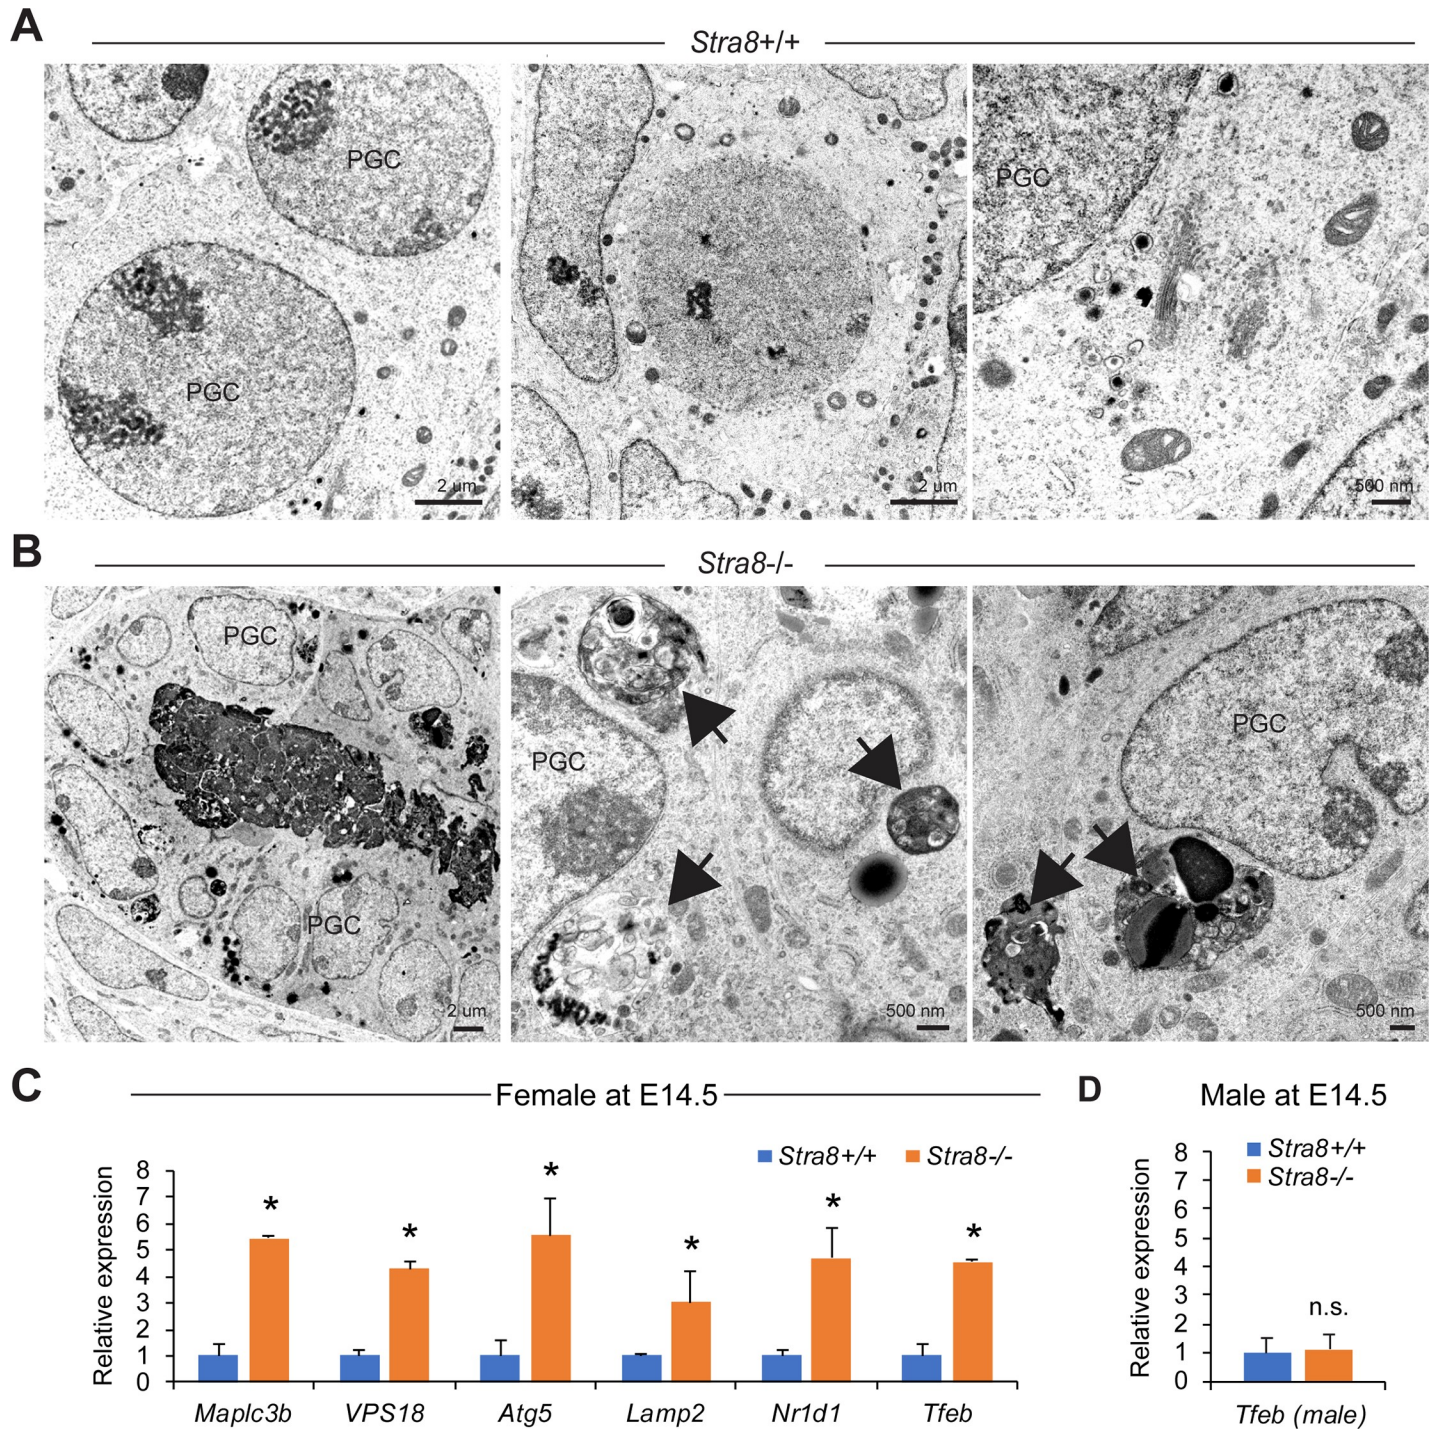 A
Stra8+/+
PGC
PGC
2 um
2 um
PGC
500 nm
B
Stra8-/-
PGC
PGC
2 um
PGC
500 nm
PGC
500 nm
C
Female at E14.5
Stra8+/+
Stra8-/-
Relative expression
8
7
6
5
4
3
2
1
0
*
*
*
*
*
*
Maplc3b
VPS18
Atg5
Lamp2
Nr1d1
Tfeb
D
Male at E14.5
Stra8+/+
Stra8-/-
Relative expression
8
7
6
5
4
3
2
1
0
n.s.
Tfeb (male)